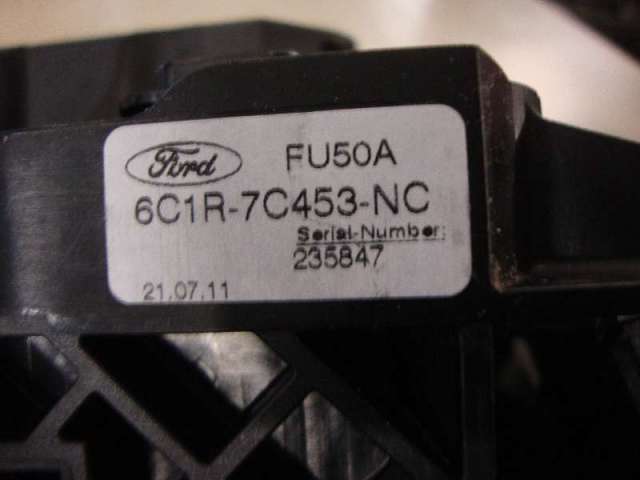 Ford FU50A
6C1R-7C453-NC
Serial-Number:
235847
21.07.11